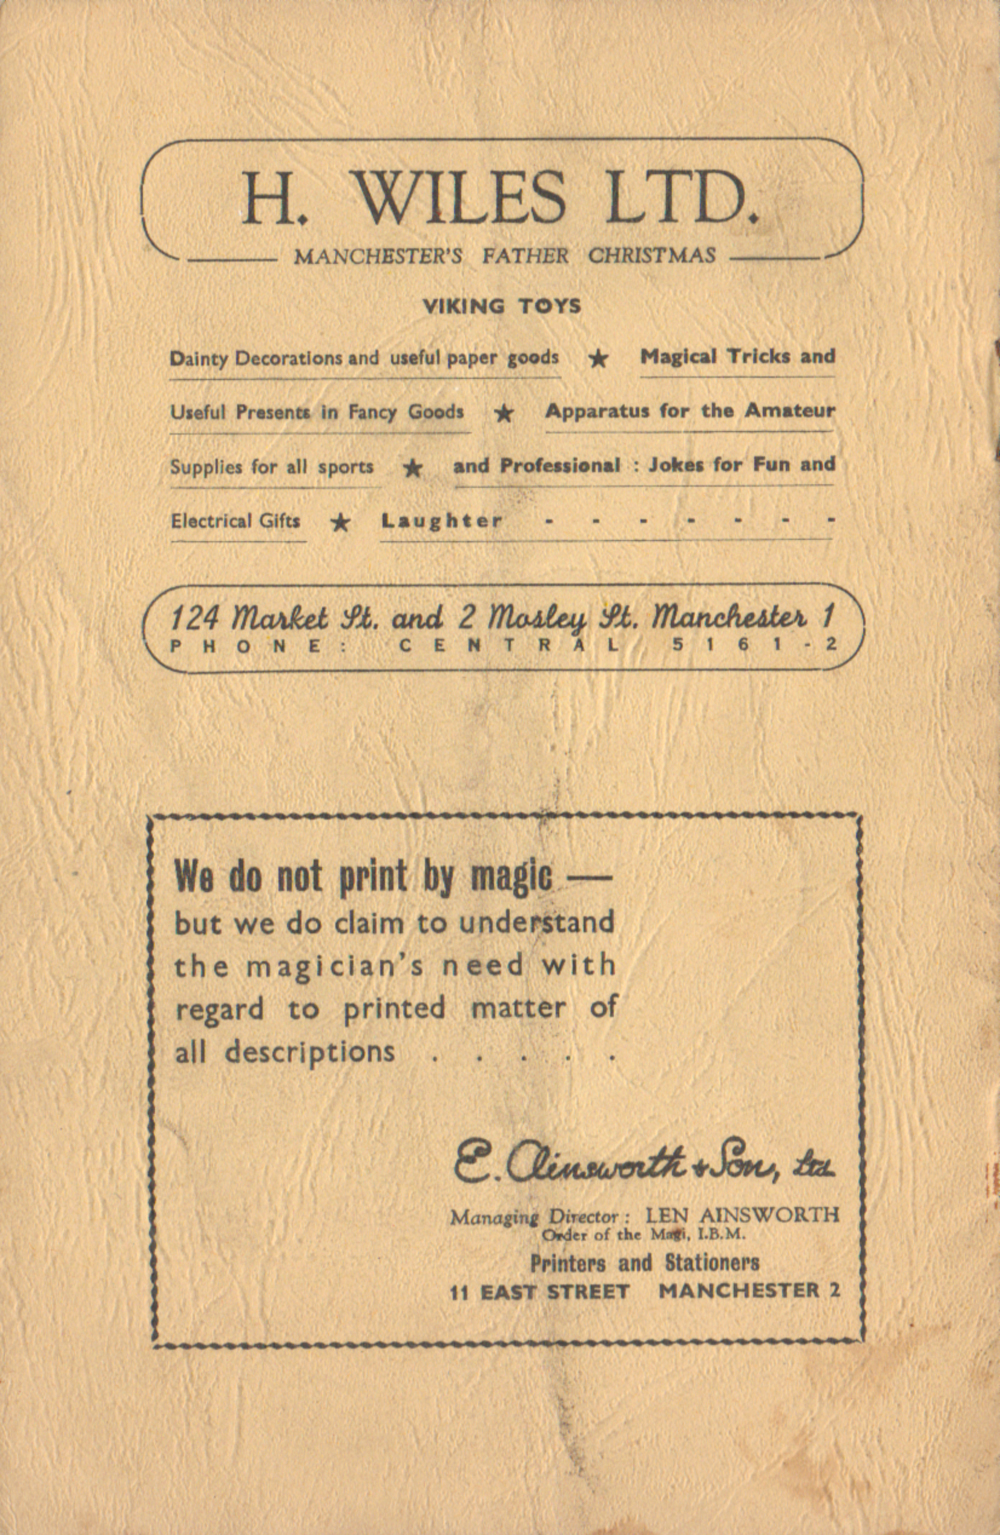 H. WILES LTD.
MANCHESTER'S FATHER CHRISTMAS
VIKING TOYS
Dainty Decorations and useful paper goods ★ Magical Tricks and
Useful Presents in Fancy Goods ★ Apparatus for the Amateur
Supplies for all sports ★ and Professional : Jokes for Fun and
Electrical Gifts ★ Laughter - - - - - - -
124 Market St. and 2 Mosley St. Manchester 1
PHONE: CENTRAL 5161-2
We do not print by magic —
but we do claim to understand
the magician's need with
regard to printed matter of
all descriptions . . . . .
E. Ainsworth & Son, Ltd.
Managing Director : LEN AINSWORTH
Order of the Magi, I.B.M.
Printers and Stationers
11 EAST STREET MANCHESTER 2